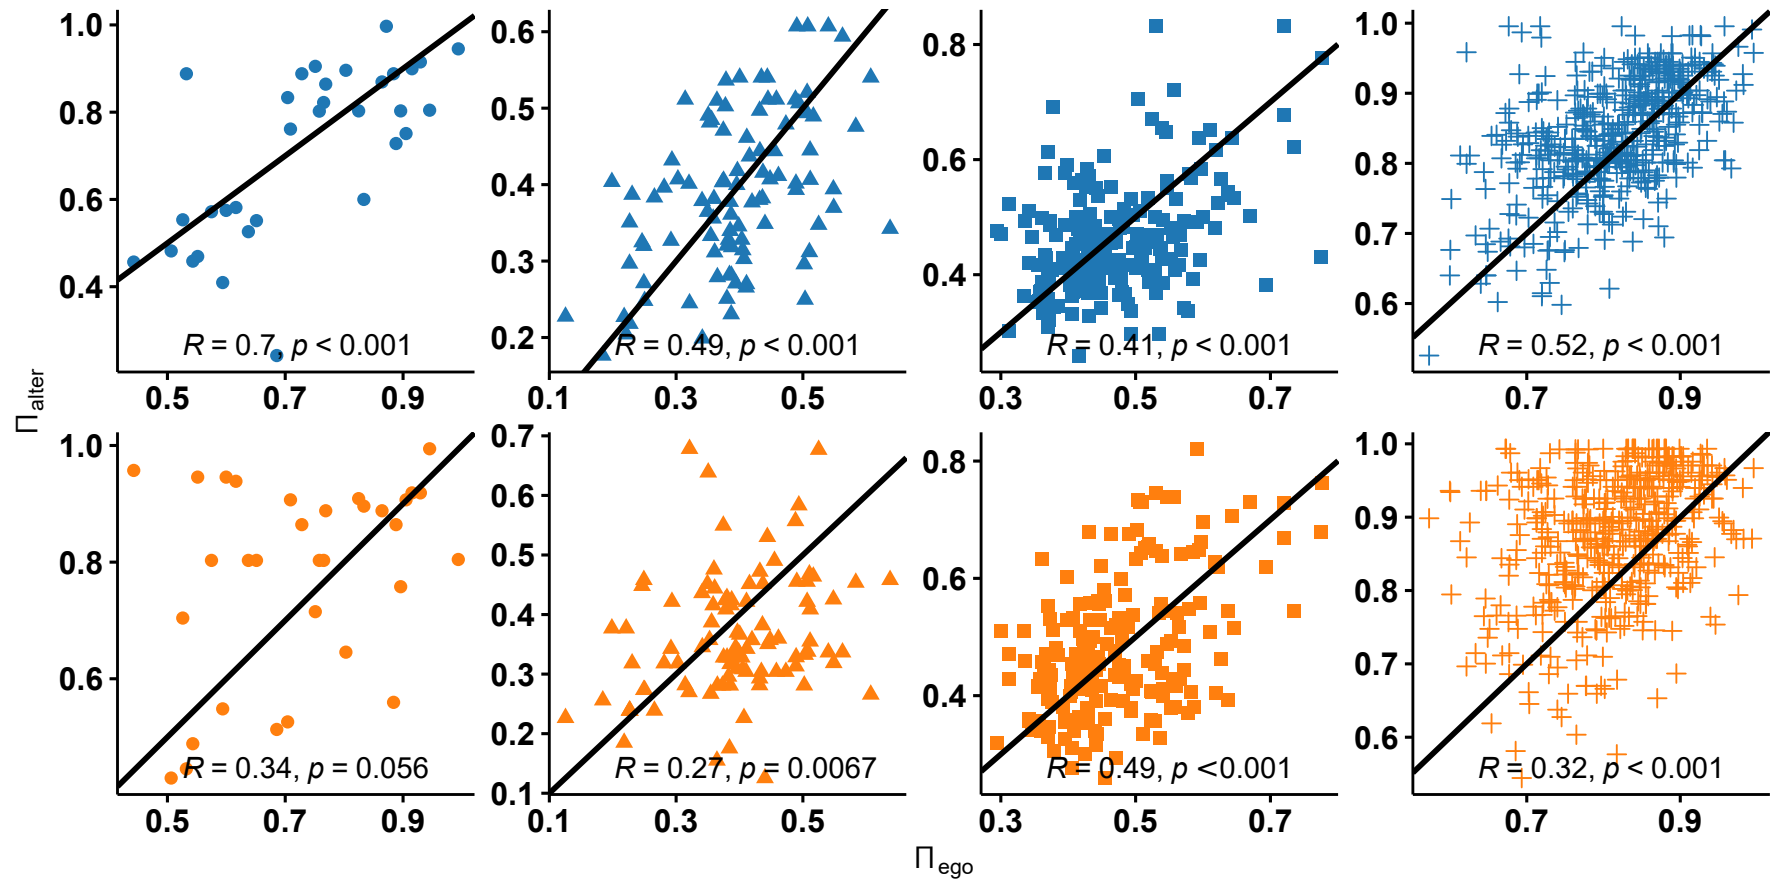 1.0
0.8
0.6
0.4
R = 0.7, p < 0.001
0.5 0.7 0.9
0.6
0.5
0.4
0.3
0.2
R = 0.49, p < 0.001
0.1 0.3 0.5
0.8
0.6
0.4
R = 0.41, p < 0.001
0.3 0.5 0.7
1.0
0.9
0.8
0.7
0.6
R = 0.52, p < 0.001
0.7 0.9
Π alter
1.0
0.8
0.6
R = 0.34, p = 0.056
0.5 0.7 0.9
0.7
0.6
0.5
0.4
0.3
0.2
0.1
R = 0.27, p = 0.0067
0.1 0.3 0.5
0.8
0.6
0.4
R = 0.49, p <0.001
0.3 0.5 0.7
1.0
0.9
0.8
0.7
0.6
R = 0.32, p < 0.001
0.7 0.9
Π ego